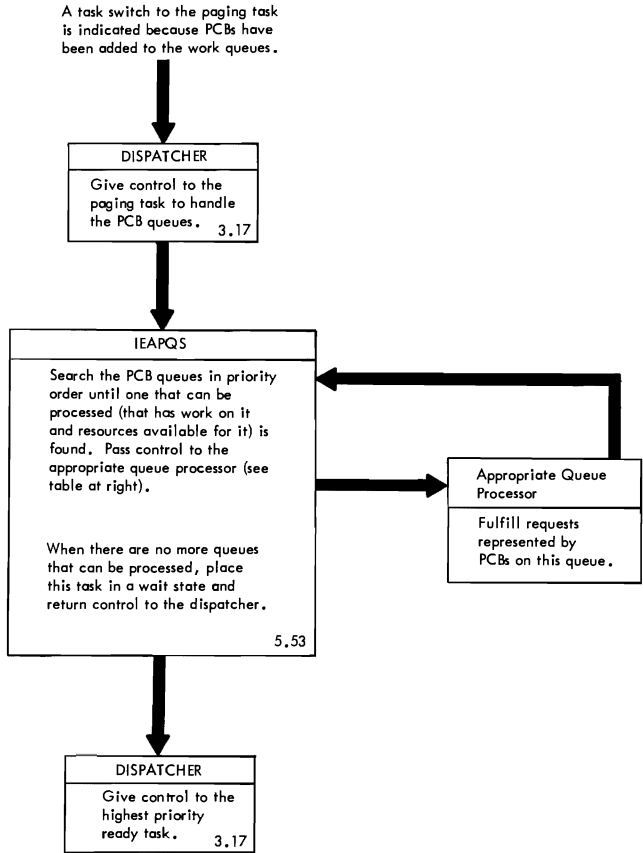 A task switch to the paging task
is indicated because PCBs have
been added to the work queues.
DISPATCHER
Give control to the
paging task to handle
the PCB queues.
3.17
IEAPQS
Search the PCB queues in priority
order until one that can be
processed (that has work on it
and resources available for it) is
found. Pass control to the
appropriate queue processor (see
table at right).
When there are no more queues
that can be processed, place
this task in a wait state and
return control to the dispatcher.
5.53
Appropriate Queue
Processor
Fulfill requests
represented by
PCBs on this queue.
DISPATCHER
Give control to the
highest priority
ready task.
3.17